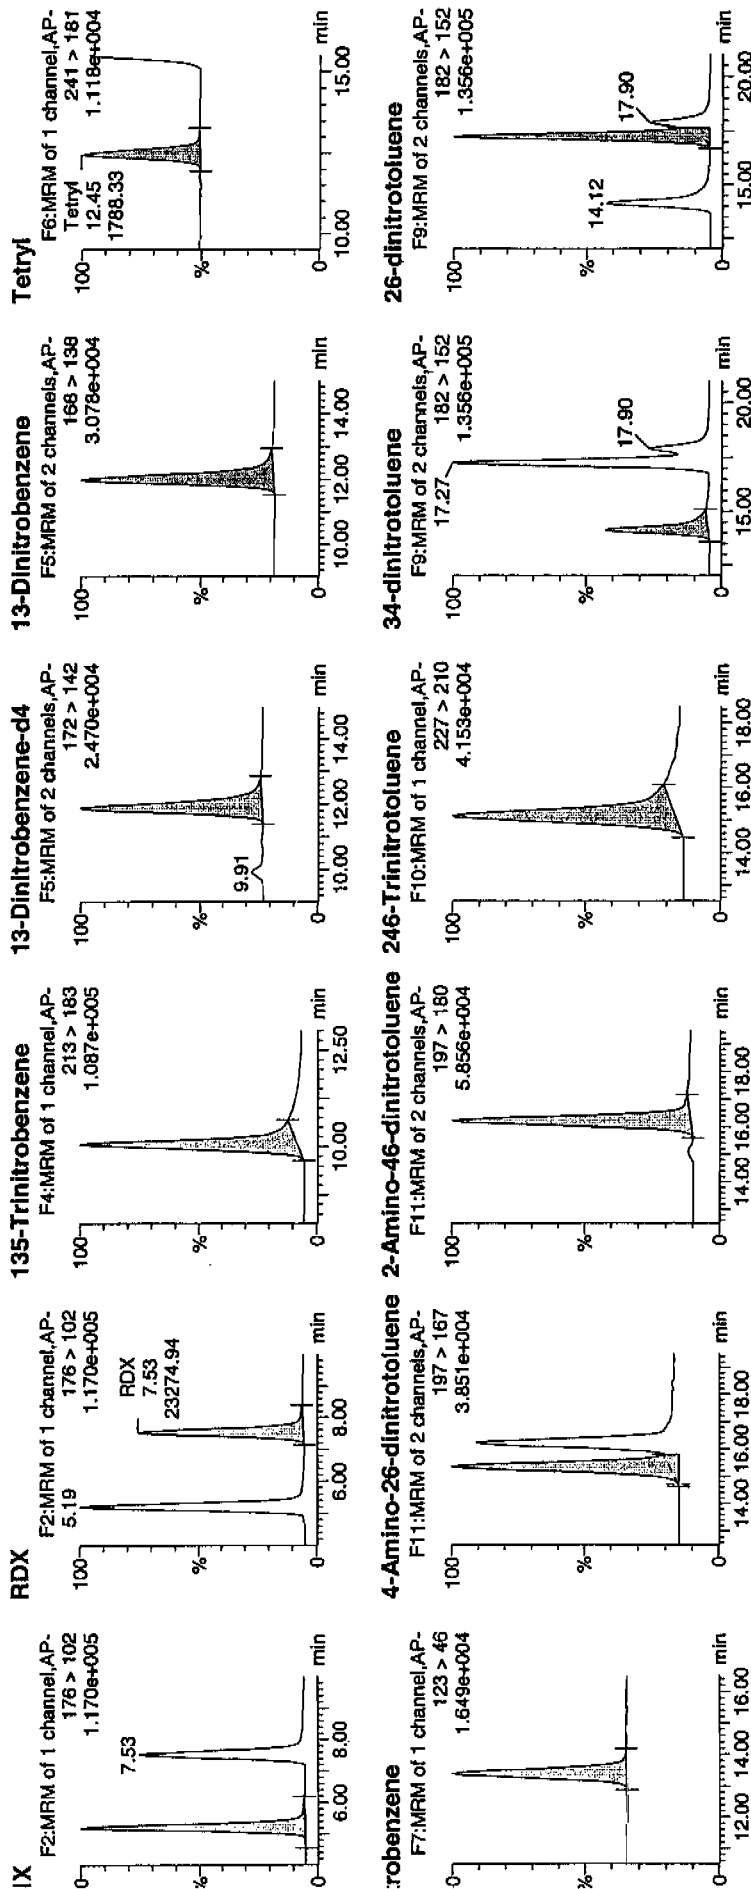 IX
F2:MRM of 1 channel,AP-
176 > 102
1.170e+005
7.53
%
0
6.00 8.00 min
RDX
F2:MRM of 1 channel,AP-
5.19
176 > 102
1.170e+005
RDX
7.53
23274.94
100
%
0
6.00 8.00 min
135-Trinitrobenzene
F4:MRM of 1 channel,AP-
213 > 183
1.087e+005
100
%
0
10.00 12.50 min
13-Dinitrobenzene-d4
F5:MRM of 2 channels,AP-
172 > 142
2.470e+004
9.91
100
%
0
10.00 12.00 14.00 min
13-Dinitrobenzene
F5:MRM of 2 channels,AP-
168 > 138
3.078e+004
100
%
0
10.00 12.00 14.00 min
Tetryl
F6:MRM of 1 channel,AP-
Tetryl
12.45
1788.33
241 > 181
1.118e+004
100
%
0
10.00 15.00 min
robenzene
F7:MRM of 1 channel,AP-
123 > 46
1.649e+004
%
0
12.00 14.00 16.00 min
4-Amino-26-dinitrotoluene
F11:MRM of 2 channels,AP-
197 > 167
3.851e+004
100
%
0
14.00 16.00 18.00 min
2-Amino-46-dinitrotoluene
F11:MRM of 2 channels,AP-
197 > 180
5.856e+004
100
%
0
14.00 16.00 18.00 min
246-Trinitrotoluene
F10:MRM of 1 channel,AP-
227 > 210
4.153e+004
100
%
0
14.00 16.00 18.00 min
34-dinitrotoluene
F9:MRM of 2 channels,AP-
17.27
182 > 152
1.356e+005
17.90
100
%
0
15.00 20.00 min
26-dinitrotoluene
F9:MRM of 2 channels,AP-
182 > 152
1.356e+005
17.90
14.12
100
%
0
15.00 20.00 min